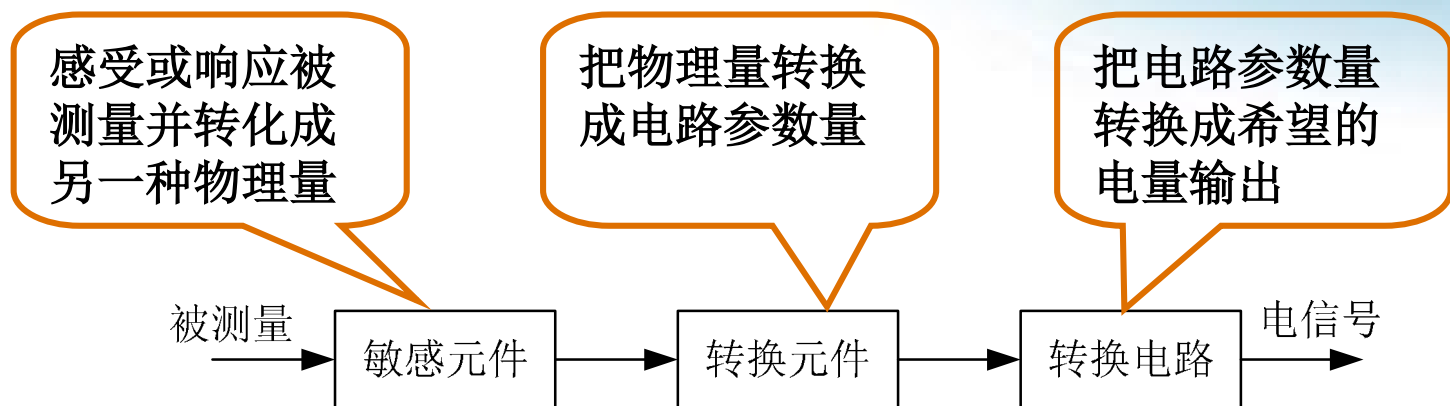 感受或响应被
测量并转化成
另一种物理量
把物理量转换
成电路参数量
把电路参数量
转换成希望的
电量输出
被测量
敏感元件
转换元件
转换电路
电信号